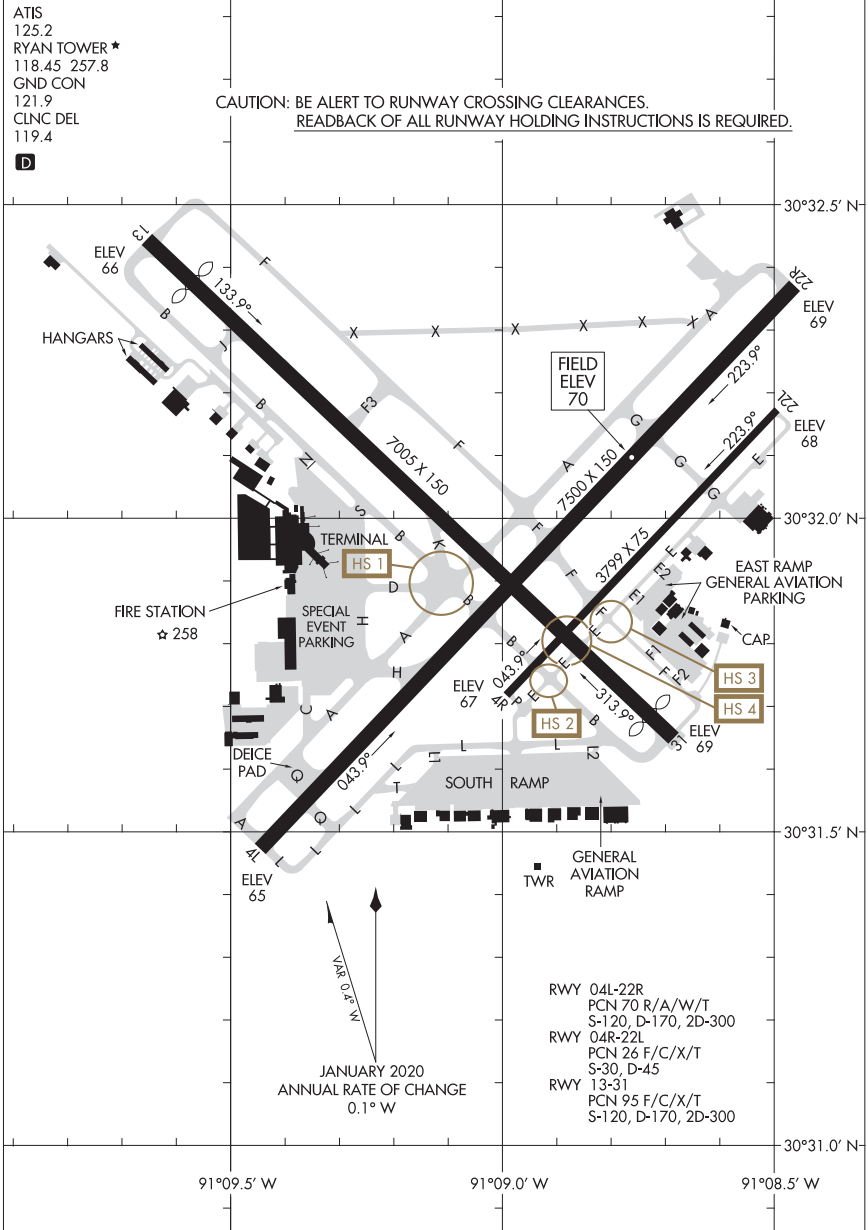 ATIS
125.2
RYAN TOWER ★
118.45 257.8
GND CON
121.9
CLNC DEL
119.4
D
CAUTION: BE ALERT TO RUNWAY CROSSING CLEARANCES.
READBACK OF ALL RUNWAY HOLDING INSTRUCTIONS IS REQUIRED.
30°32.5' N
13
ELEV
66
133.9°
F
B
J
HANGARS
B
N1
F3
F
7005 X 150
X X X X X X
A
22R
ELEV
69
223.9°
FIELD
ELEV
70
G
G
G
A
7500 X 150
22L
ELEV
68
223.9°
E
30°32.0' N
S
B
K
TERMINAL
HS 1
D
B
F
F
F
3799 X 75
E
E2
E1
EAST RAMP
GENERAL AVIATION
PARKING
FIRE STATION
☆ 258
SPECIAL
EVENT
PARKING
H
A
H
B
E
E
F
F1
F
F2
CAP
HS 3
HS 4
ELEV
67
043.9°
4R
P
E
HS 2
B
313.9°
31
ELEV
69
C
A
DEICE
PAD
Q
Q
043.9°
L
L
L
T
L1
L
L
L2
SOUTH RAMP
30°31.5' N
A
4L
L
L
ELEV
65
TWR
GENERAL
AVIATION
RAMP
VAR 0.4° W
JANUARY 2020
ANNUAL RATE OF CHANGE
0.1° W
RWY 04L-22R
PCN 70 R/A/W/T
S-120, D-170, 2D-300
RWY 04R-22L
PCN 26 F/C/X/T
S-30, D-45
RWY 13-31
PCN 95 F/C/X/T
S-120, D-170, 2D-300
30°31.0' N
91°09.5' W
91°09.0' W
91°08.5' W